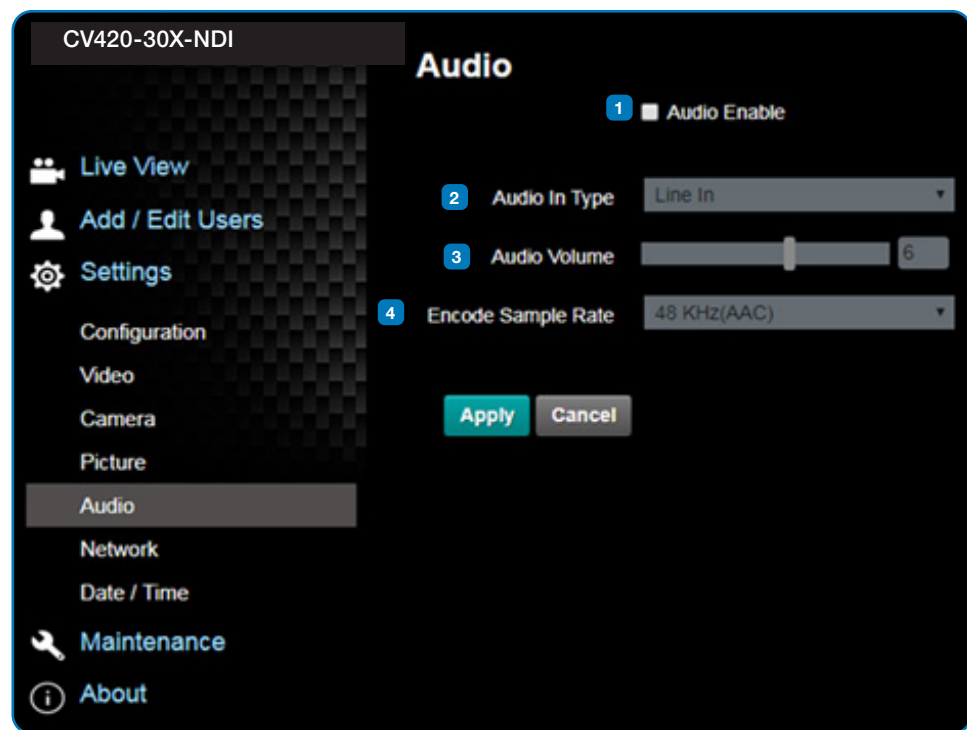 CV420-30X-NDI
Live View
Add / Edit Users
Settings
Configuration
Video
Camera
Picture
Audio
Network
Date / Time
Maintenance
About
Audio
1 Audio Enable
2 Audio In Type Line In
3 Audio Volume 6
4 Encode Sample Rate 48 KHz(AAC)
Apply Cancel